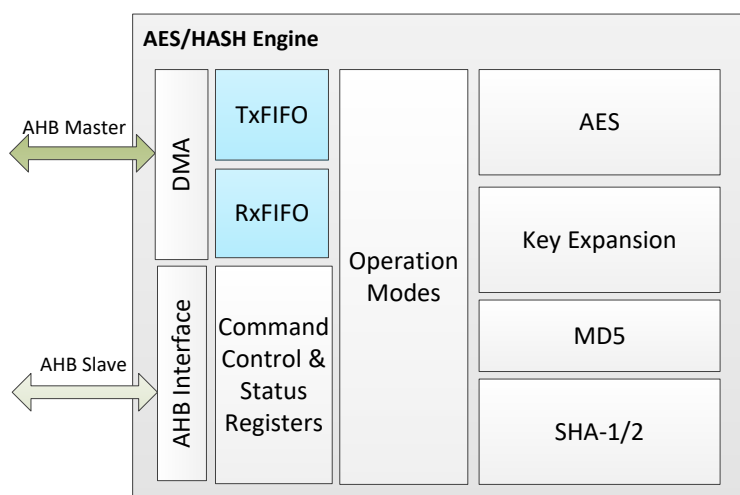 AES/HASH Engine
AHB Master
DMA
TxFIFO
RxFIFO
AHB Slave
AHB Interface
Command
Control &
Status
Registers
Operation
Modes
AES
Key Expansion
MD5
SHA-1/2